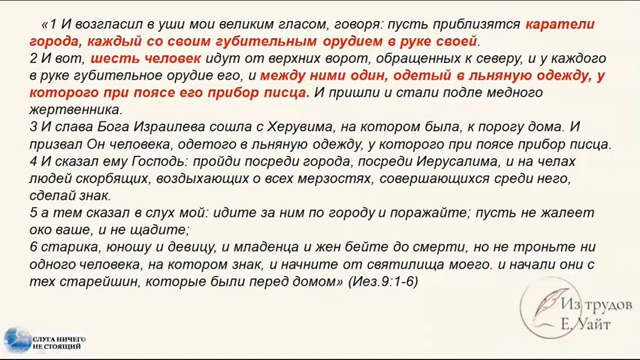 «1 И возгласил в уши мои великим гласом, говоря: пусть приблизятся каратели
города, каждый со своим губительным орудием в руке своей.
2 И вот, шесть человек идут от верхних ворот, обращенных к северу, и у каждого
в руке губительное орудие его, и между ними один, одетый в льняную одежду, у
которого при поясе его прибор писца. И пришли и стали подле медного
жертвенника.
3 И слава Бога Израилева сошла с Херувима, на котором была, к порогу дома. И
призвал Он человека, одетого в льняную одежду, у которого при поясе прибор писца.
4 И сказал ему Господь: пройди посреди города, посреди Иерусалима, и на челах
людей скорбящих, воздыхающих о всех мерзостях, совершающихся среди него,
сделай знак.
5 а тем сказал в слух мой: идите за ним по городу и поражайте; пусть не жалеет
око ваше, и не щадите;
6 старика, юношу и девицу, и младенца и жен бейте до смерти, но не троньте ни
одного человека, на котором знак, и начните от святилища моего. и начали они с
тех старейшин, которые были перед домом» (Иез.9:1-6)
Из трудов
Е. Уайт
СЛУГА НИЧЕГО
НЕ СТОЯЩИЙ